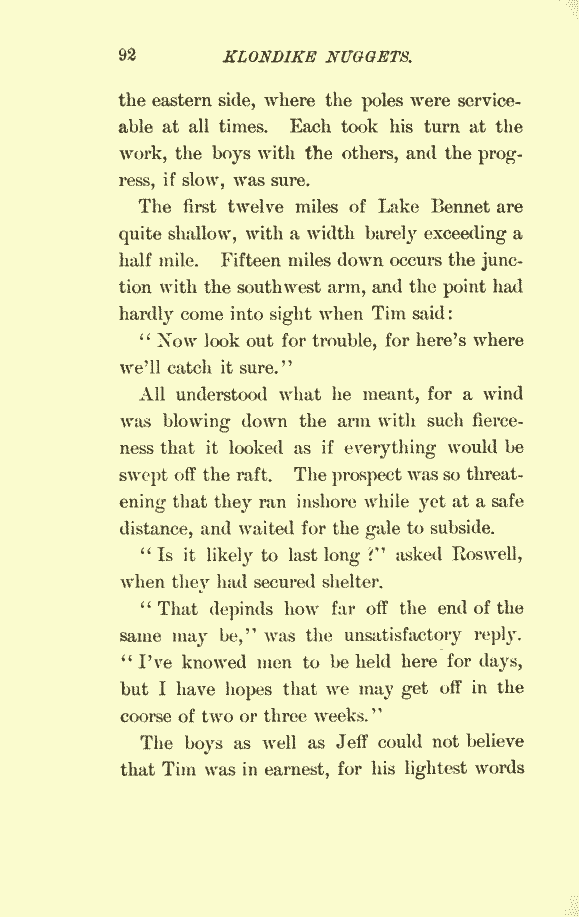 92 KLONDIKE NUGGETS.
the eastern side, where the poles were service-
able at all times. Each took his turn at the
work, the boys with the others, and the prog-
ress, if slow, was sure.
The first twelve miles of Lake Bennet are
quite shallow, with a width barely exceeding a
half mile. Fifteen miles down occurs the junc-
tion with the southwest arm, and the point had
hardly come into sight when Tim said:
“Now look out for trouble, for here’s where
we’ll catch it sure.”
All understood what he meant, for a wind
was blowing down the arm with such fierce-
ness that it looked as if everything would be
swept off the raft. The prospect was so threat-
ening that they ran inshore while yet at a safe
distance, and waited for the gale to subside.
“Is it likely to last long?” asked Roswell,
when they had secured shelter.
“That depinds how far off the end of the
same may be,” was the unsatisfactory reply.
“I’ve knowed men to be held here for days,
but I have hopes that we may get off in the
coorse of two or three weeks.”
The boys as well as Jeff could not believe
that Tim was in earnest, for his lightest words